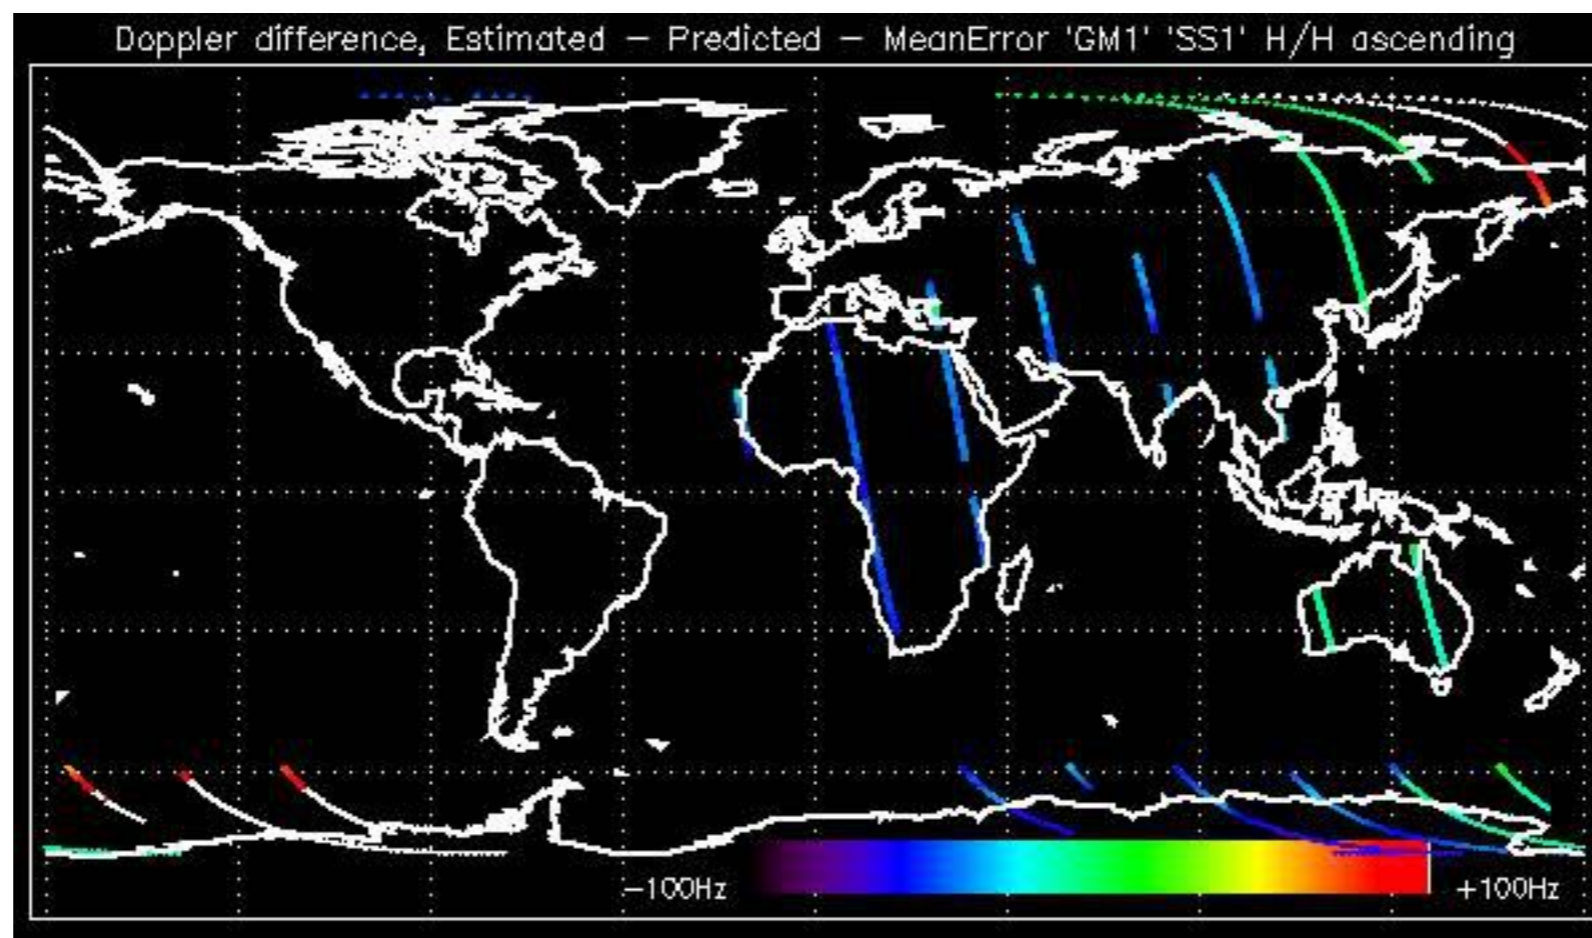 Doppler difference, Estimated – Predicted – MeanError 'GM1' 'SS1' H/H ascending
–100Hz
+100Hz